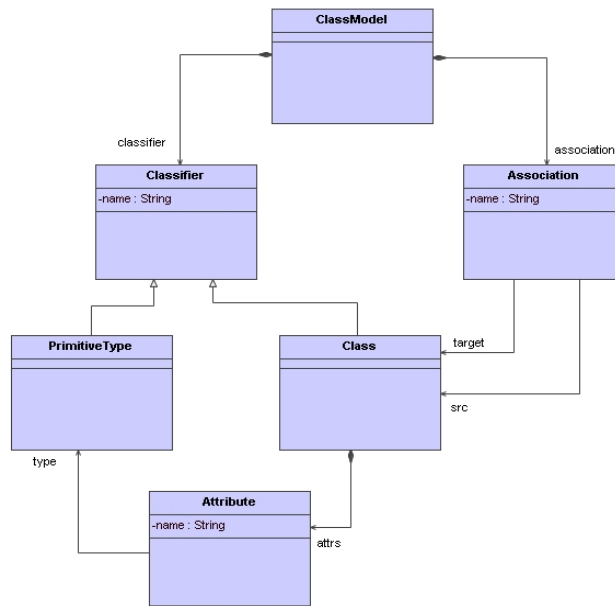 ClassModel
classifier
association
Classifier
-name : String
Association
-name : String
PrimitiveType
Class
target
src
type
Attribute
-name : String
attrs